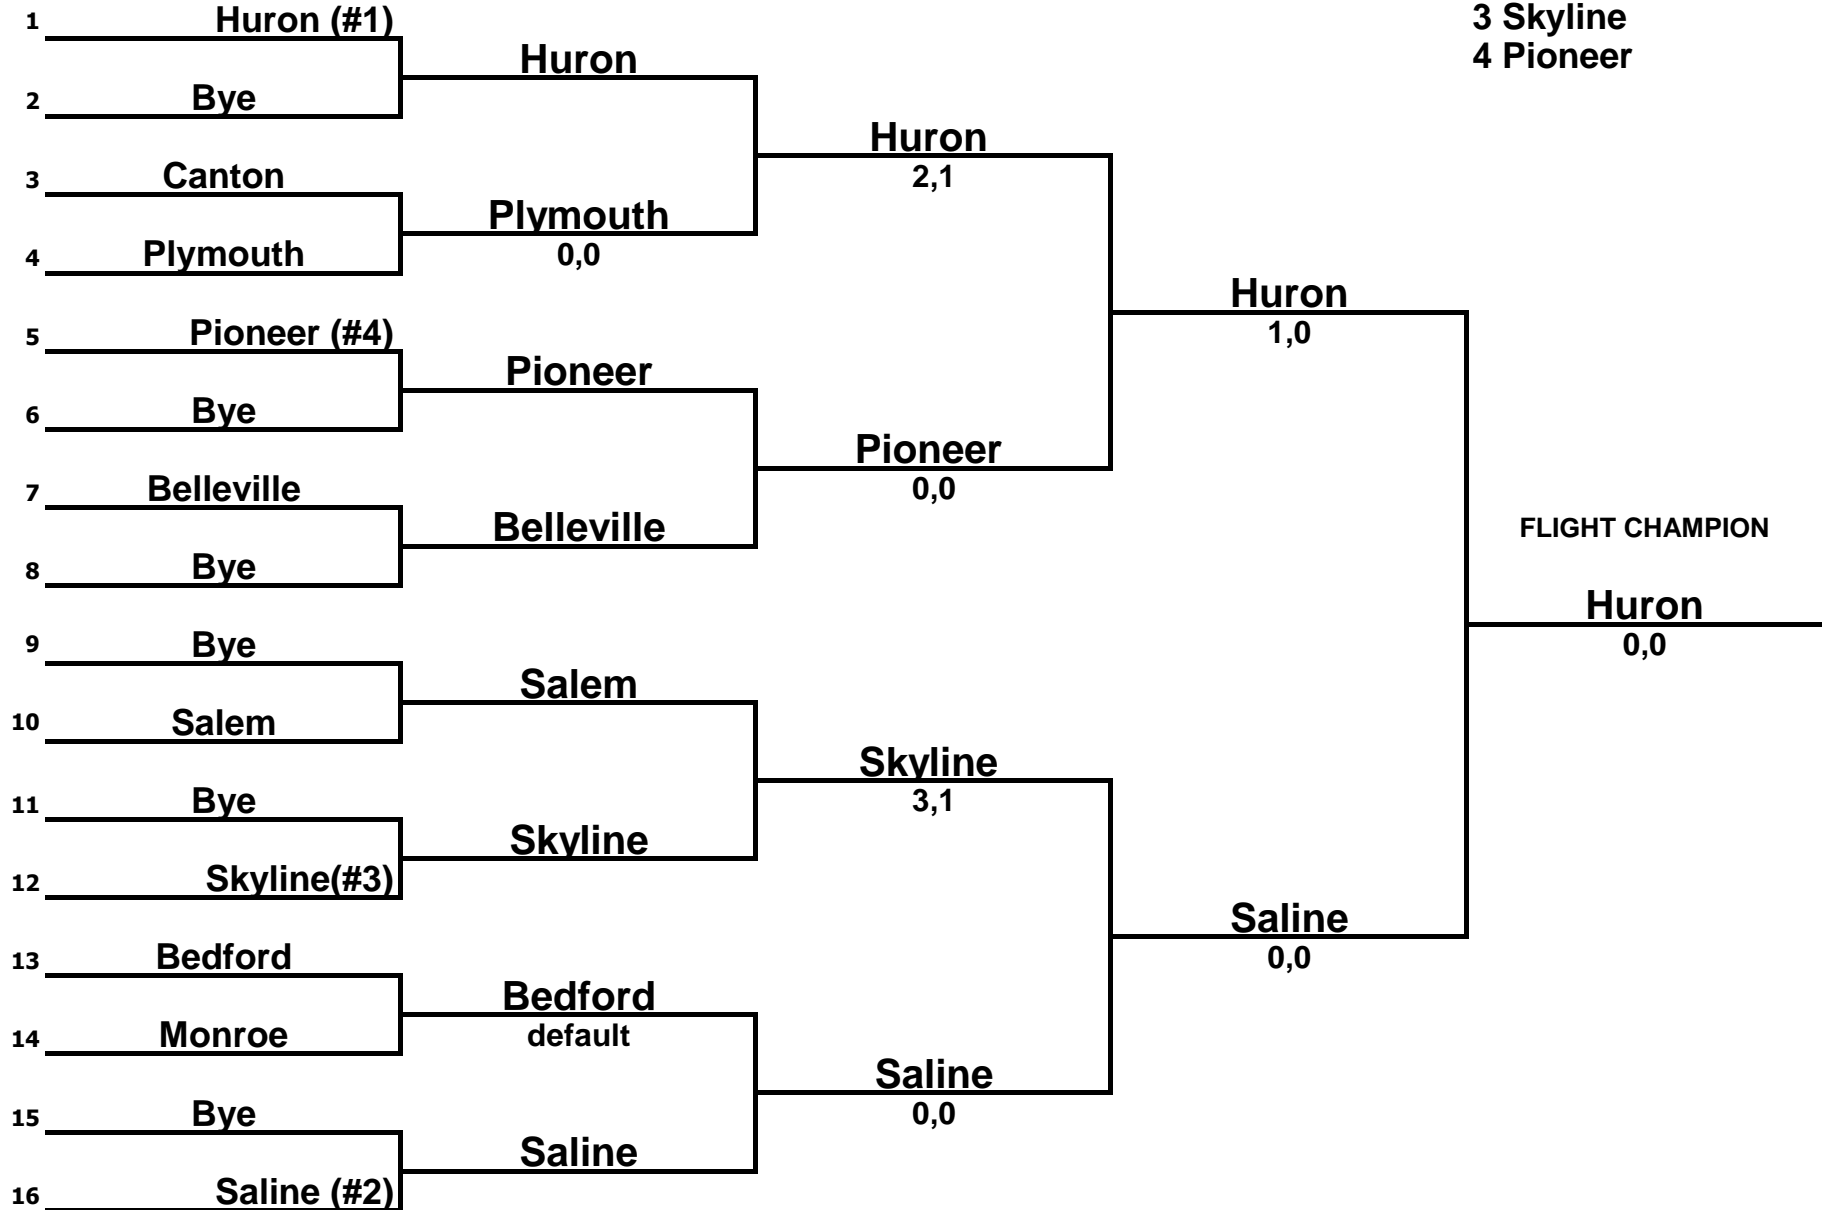 1 Huron (#1)
2 Bye
3 Canton
4 Plymouth
5 Pioneer (#4)
6 Bye
7 Belleville
8 Bye
9 Bye
10 Salem
11 Bye
12 Skyline(#3)
13 Bedford
14 Monroe
15 Bye
16 Saline (#2)
Huron
Plymouth
0,0
Pioneer
Belleville
Salem
Skyline
Bedford
default
Saline
Huron
2,1
Pioneer
0,0
Skyline
3,1
Saline
0,0
Huron
1,0
Saline
0,0
3 Skyline
4 Pioneer
FLIGHT CHAMPION
Huron
0,0